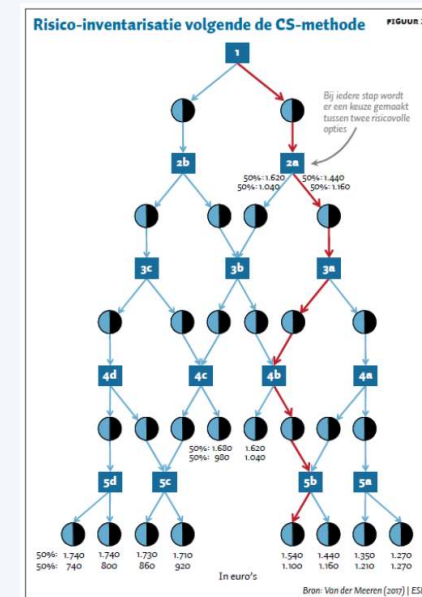 Risico-inventarisatie volgende de CS-methode
FIGUUR
1
Bij iedere stap wordt
er een keuze gemaakt
tussen twee risicovolle
opties
2b
2a
50%: 1.620 50%: 1.440
50%: 1.040 50%: 1.160
3c
3b
3a
4d
4c
4b
4a
50%: 1.680 1.620
50%: 980 1.040
5d
5c
5b
5a
50%: 1.740 1.740 1.730 1.710 1.540 1.440 1.350 1.270
50%: 740 800 860 920 1.100 1.160 1.210 1.270
In euro's
Bron: Van der Meeren (2017) | ES